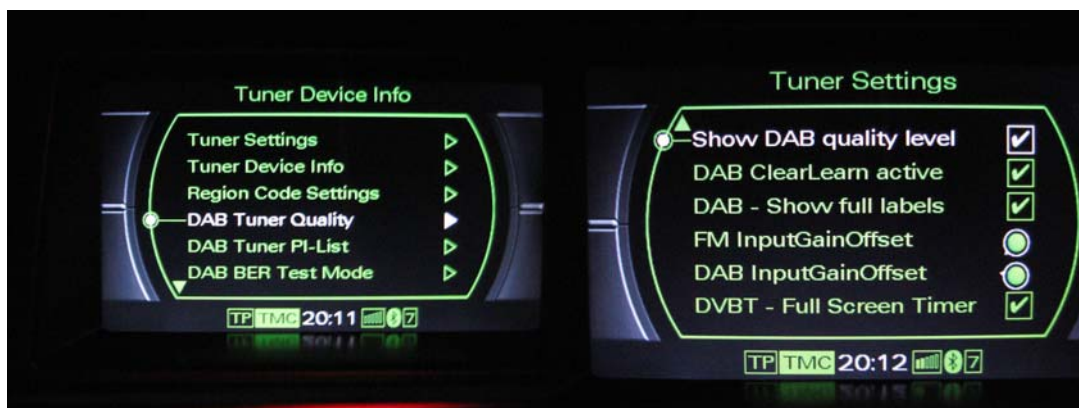 Tuner Device Info
Tuner Settings
Tuner Device Info
Region Code Settings
DAB Tuner Quality
DAB Tuner PI-List
DAB BER Test Mode
TP TMC 20:11 7
Tuner Settings
Show DAB quality level
DAB ClearLearn active
DAB - Show full labels
FM InputGainOffset
DAB InputGainOffset
DVBT - Full Screen Timer
TP TMC 20:12 7